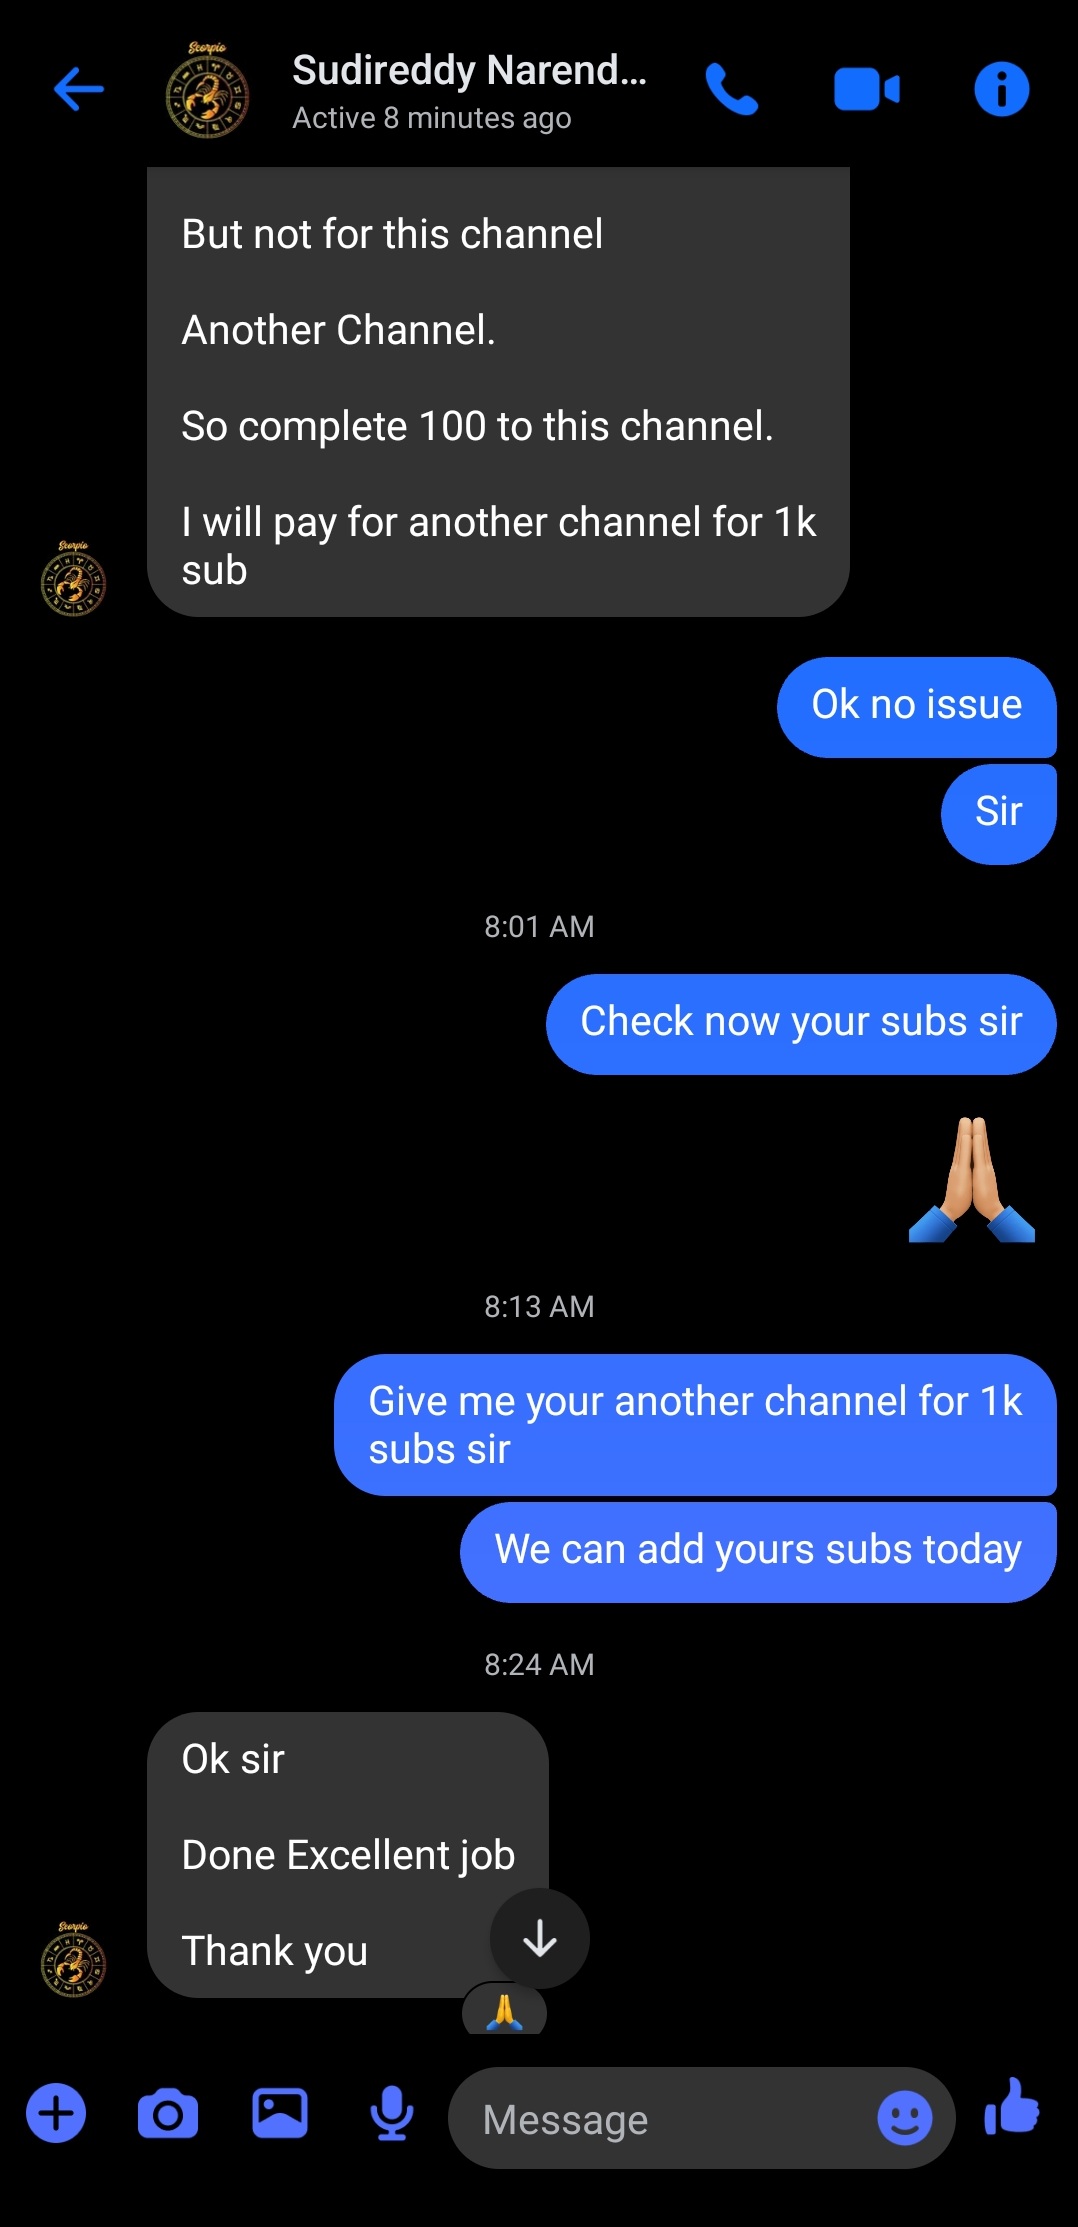 Scorpio
Sudireddy Narend...
Active 8 minutes ago
But not for this channel
Another Channel.
So complete 100 to this channel.
I will pay for another channel for 1k
sub
Scorpio
Ok no issue
Sir
8:01 AM
Check now your subs sir
8:13 AM
Give me your another channel for 1k
subs sir
We can add yours subs today
8:24 AM
Ok sir
Done Excellent job
Thank you
Scorpio
Message